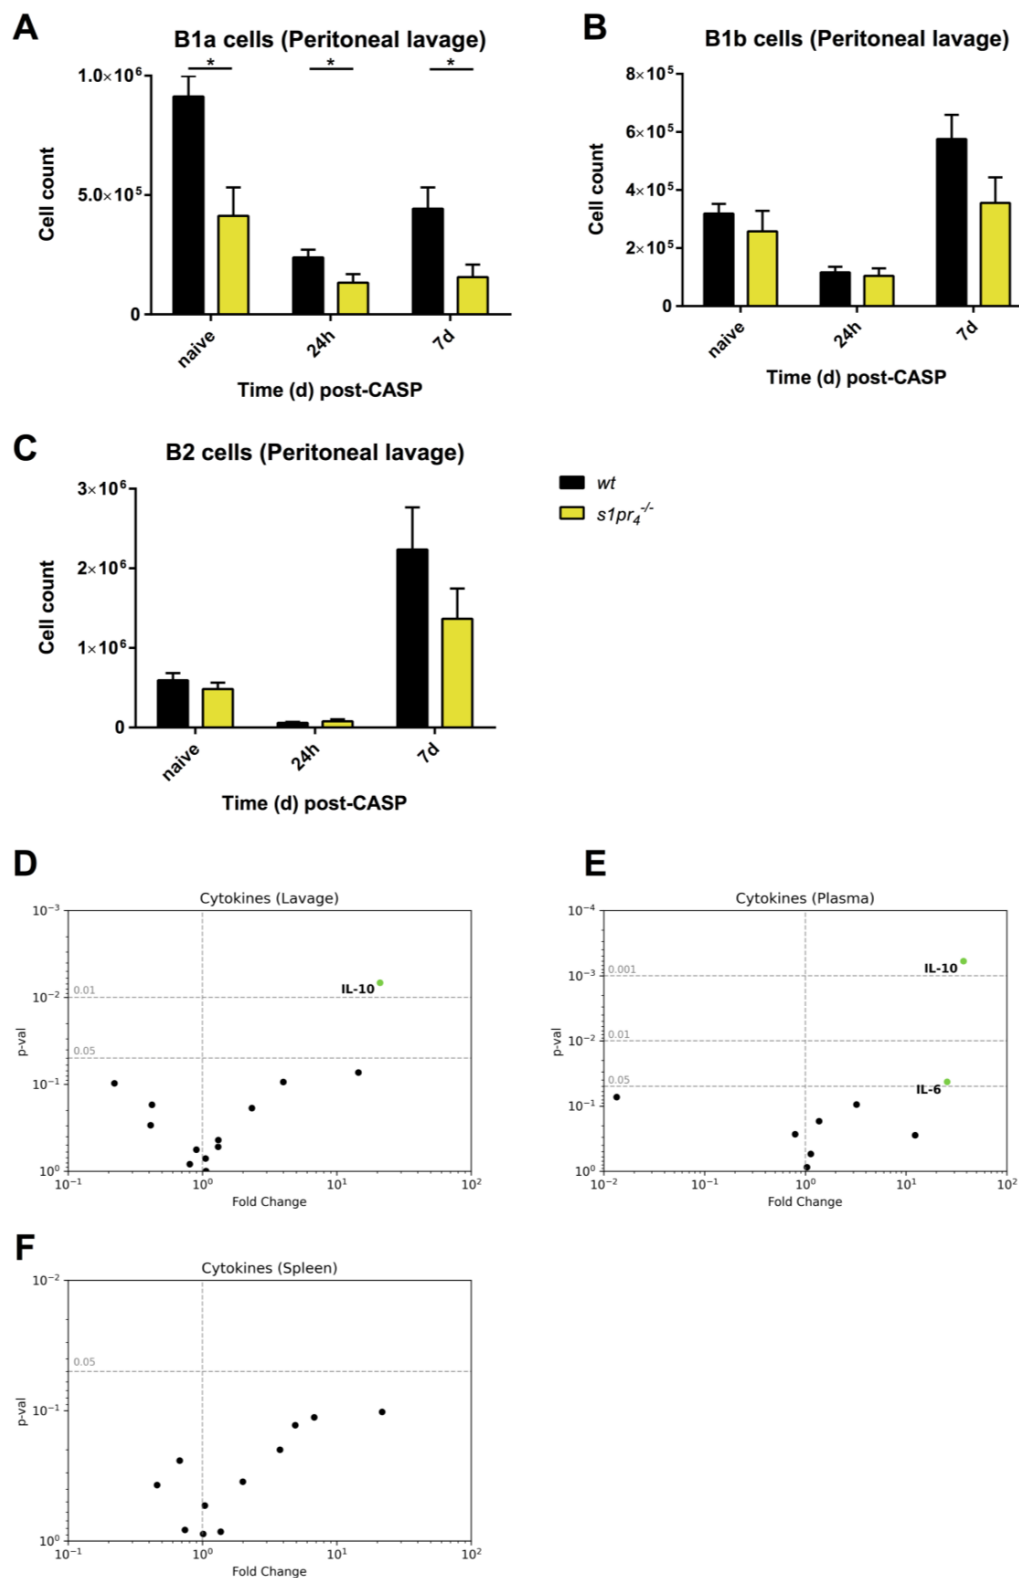 A
B1a cells (Peritoneal lavage)
* * *
1.0×10⁶
5.0×10⁵
0
Cell count
naive 24h 7d
Time (d) post-CASP
B
B1b cells (Peritoneal lavage)
8×10⁵
6×10⁵
4×10⁵
2×10⁵
0
Cell count
naive 24h 7d
Time (d) post-CASP
C
B2 cells (Peritoneal lavage)
3×10⁶
2×10⁶
1×10⁶
0
Cell count
naive 24h 7d
Time (d) post-CASP
wt
s1pr₄⁻/⁻
D
Cytokines (Lavage)
10⁻³
10⁻²
10⁻¹
10⁰
p-val
0.01
0.05
IL-10
10⁻¹ 10⁰ 10¹ 10²
Fold Change
E
Cytokines (Plasma)
10⁻⁴
10⁻³
10⁻²
10⁻¹
10⁰
p-val
0.001
0.01
0.05
IL-10
IL-6
10⁻² 10⁻¹ 10⁰ 10¹ 10²
Fold Change
F
Cytokines (Spleen)
10⁻²
10⁻¹
10⁰
p-val
0.05
10⁻¹ 10⁰ 10¹ 10²
Fold Change